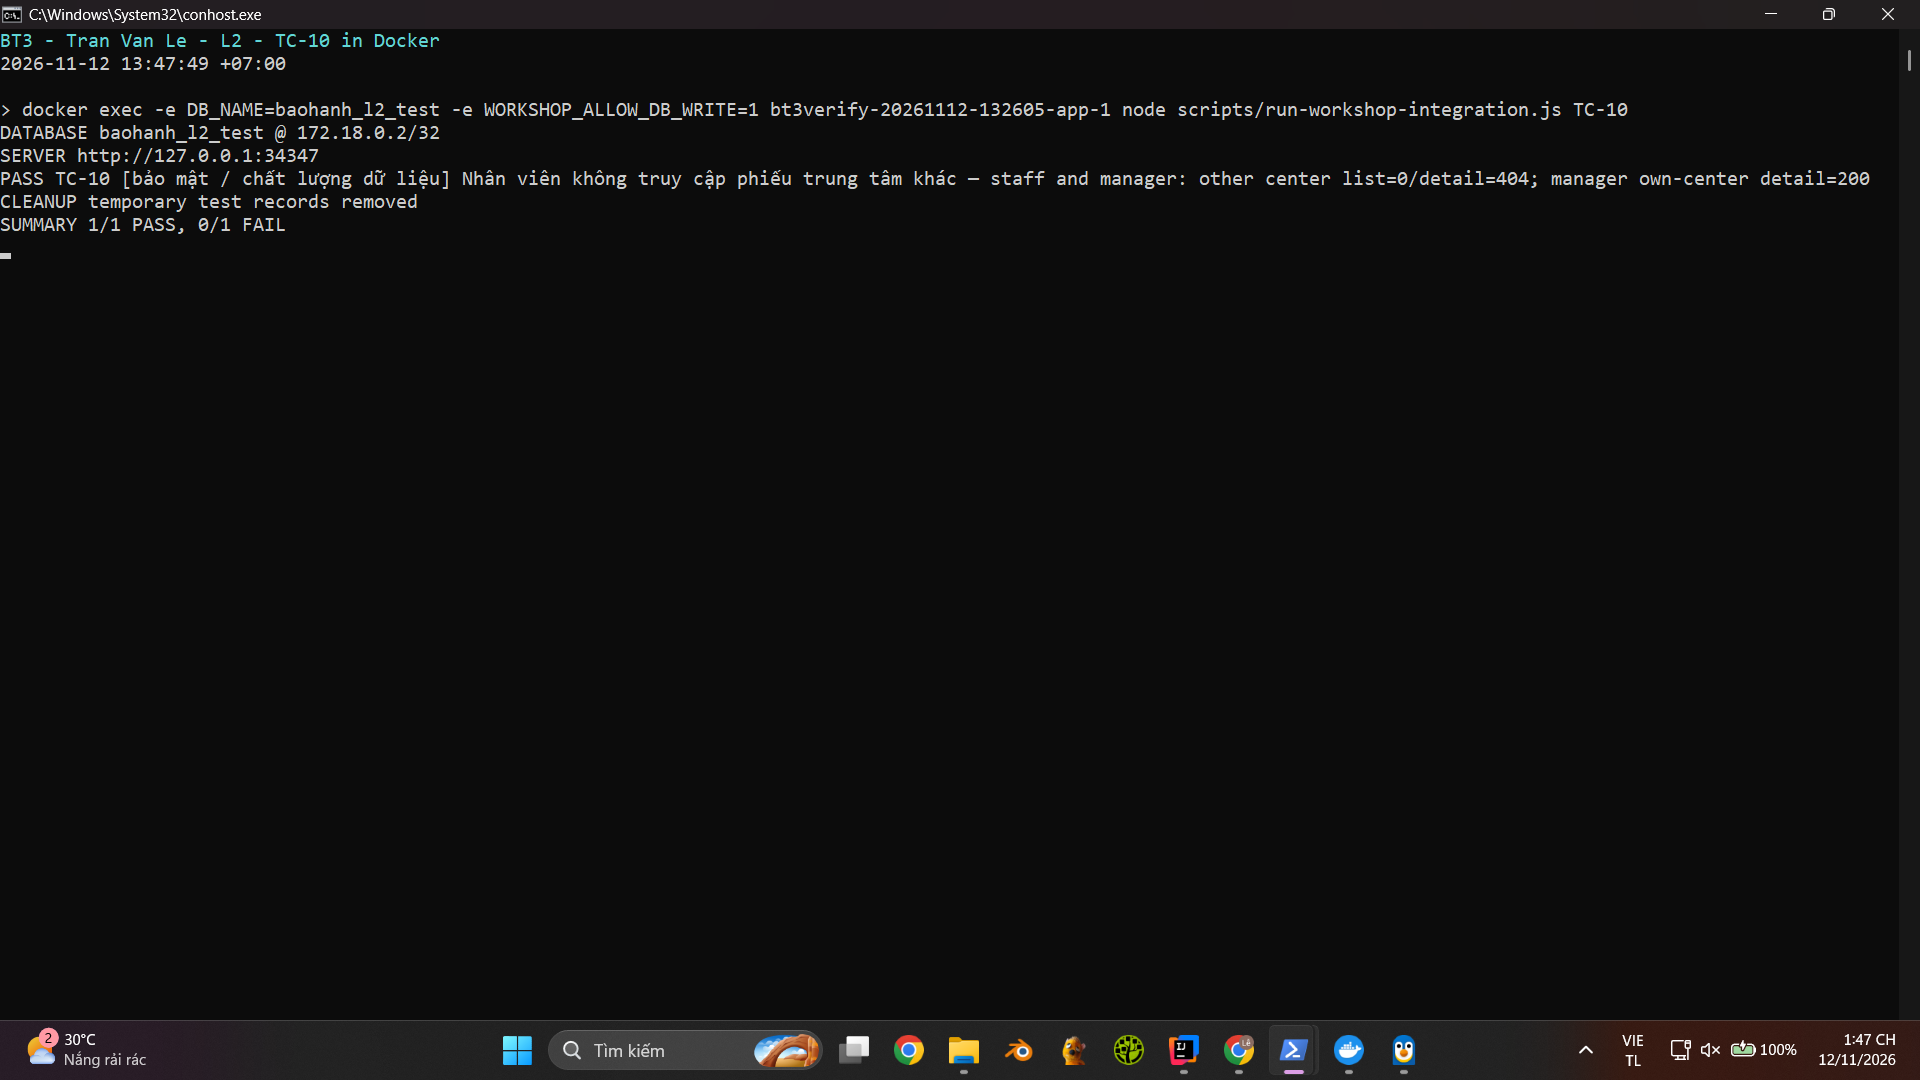 C:\Windows\System32\conhost.exe
BT3 - Tran Van Le - L2 - TC-10 in Docker
2026-11-12 13:47:49 +07:00
> docker exec -e DB_NAME=baohanh_l2_test -e WORKSHOP_ALLOW_DB_WRITE=1 bt3verify-20261112-132605-app-1 node scripts/run-workshop-integration.js TC-10
DATABASE baohanh_l2_test @ 172.18.0.2/32
SERVER http://127.0.0.1:34347
PASS TC-10 [bảo mật / chất lượng dữ liệu] Nhân viên không truy cập phiếu trung tâm khác — staff and manager: other center list=0/detail=404; manager own-center detail=200
CLEANUP temporary test records removed
SUMMARY 1/1 PASS, 0/1 FAIL
2
30°C
Nắng rải rác
Tìm kiếm
IJ
Lê
VIE
TL
100%
1:47 CH
12/11/2026